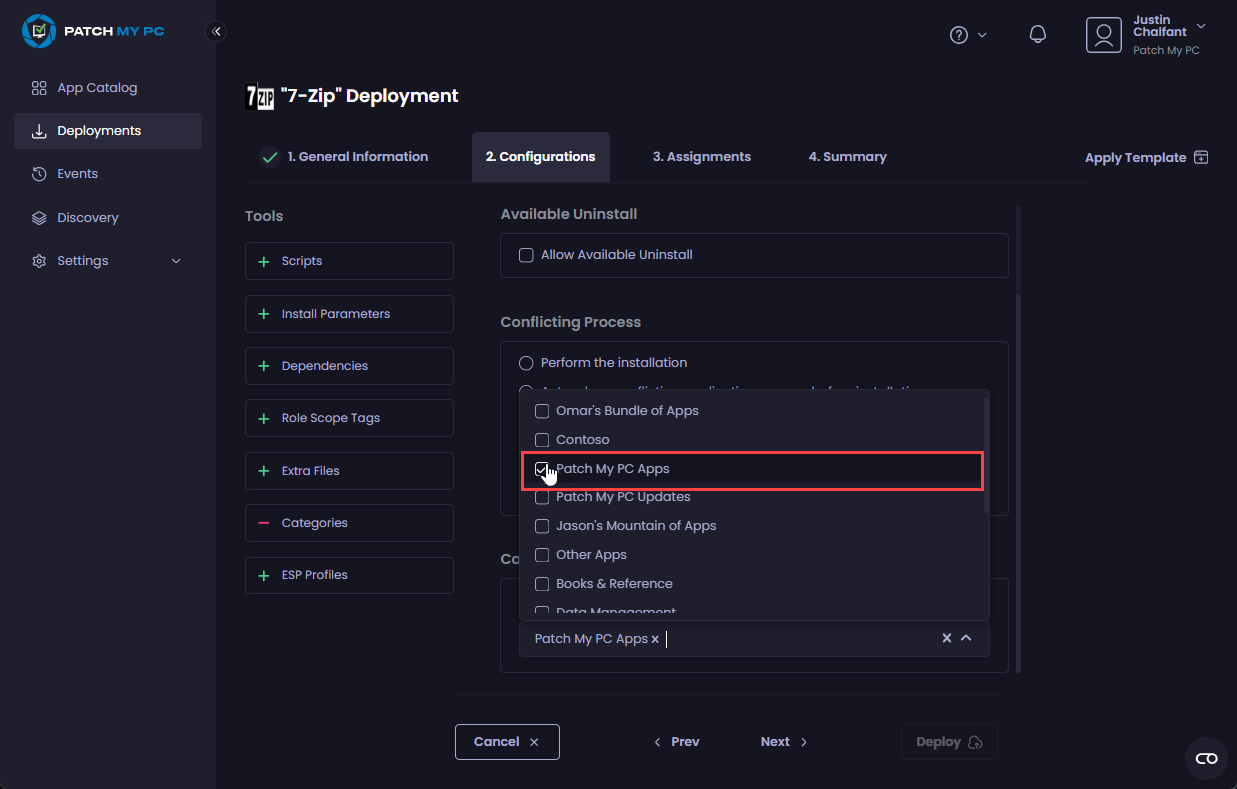 PATCH MY PC
App Catalog
Deployments
Events
Discovery
Settings
Justin
Chalfant
Patch My PC
7 ZIP
"7-Zip" Deployment
1. General Information
2. Configurations
3. Assignments
4. Summary
Apply Template
Tools
Scripts
Install Parameters
Dependencies
Role Scope Tags
Extra Files
Categories
ESP Profiles
Available Uninstall
Allow Available Uninstall
Conflicting Process
Perform the installation
Omar's Bundle of Apps
Contoso
Patch My PC Apps
Patch My PC Updates
Jason's Mountain of Apps
Other Apps
Books & Reference
Data Management
Ca
Patch My PC Apps
Cancel
Prev
Next
Deploy